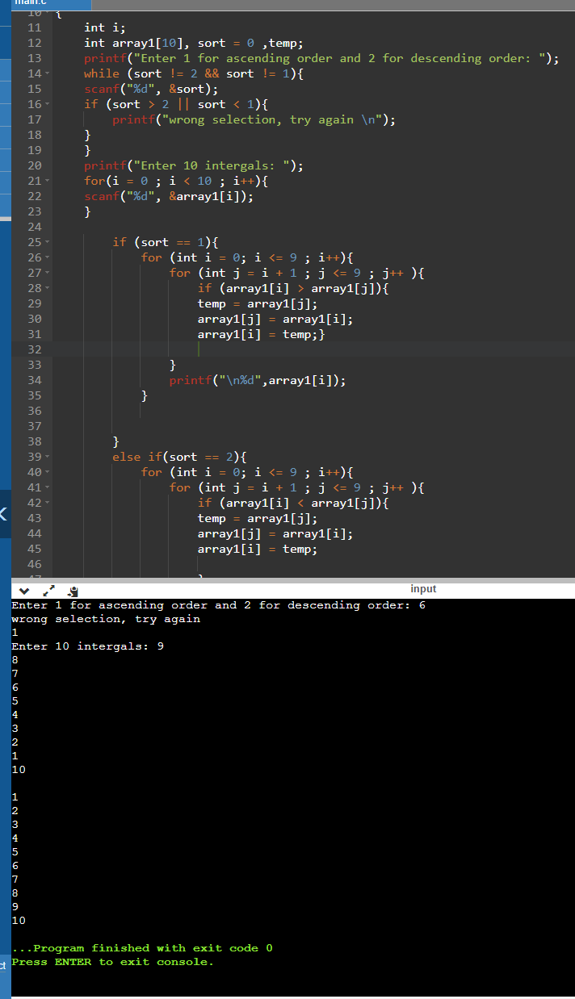 main.c
10 {
11 int i;
12 int array1[10], sort = 0 ,temp;
13 printf("Enter 1 for ascending order and 2 for descending order: ");
14 while (sort != 2 && sort != 1){
15 scanf("%d", &sort);
16 if (sort > 2 || sort < 1){
17 printf("wrong selection, try again \n");
18 }
19 }
20 printf("Enter 10 intergals: ");
21 for(i = 0 ; i < 10 ; i++){
22 scanf("%d", &array1[i]);
23 }
24
25 if (sort == 1){
26 for (int i = 0; i <= 9 ; i++){
27 for (int j = i + 1 ; j <= 9 ; j++ ){
28 if (array1[i] > array1[j]){
29 temp = array1[j];
30 array1[j] = array1[i];
31 array1[i] = temp;}
32
33 }
34 printf("\n%d",array1[i]);
35 }
36
37
38 }
39 else if(sort == 2){
40 for (int i = 0; i <= 9 ; i++){
41 for (int j = i + 1 ; j <= 9 ; j++ ){
42 if (array1[i] < array1[j]){
43 temp = array1[j];
44 array1[j] = array1[i];
45 array1[i] = temp;
46
47 }
input
Enter 1 for ascending order and 2 for descending order: 6
wrong selection, try again
1
Enter 10 intergals: 9
8
7
6
5
4
3
2
1
10
1
2
3
4
5
6
7
8
9
10
...Program finished with exit code 0
Press ENTER to exit console.
ct